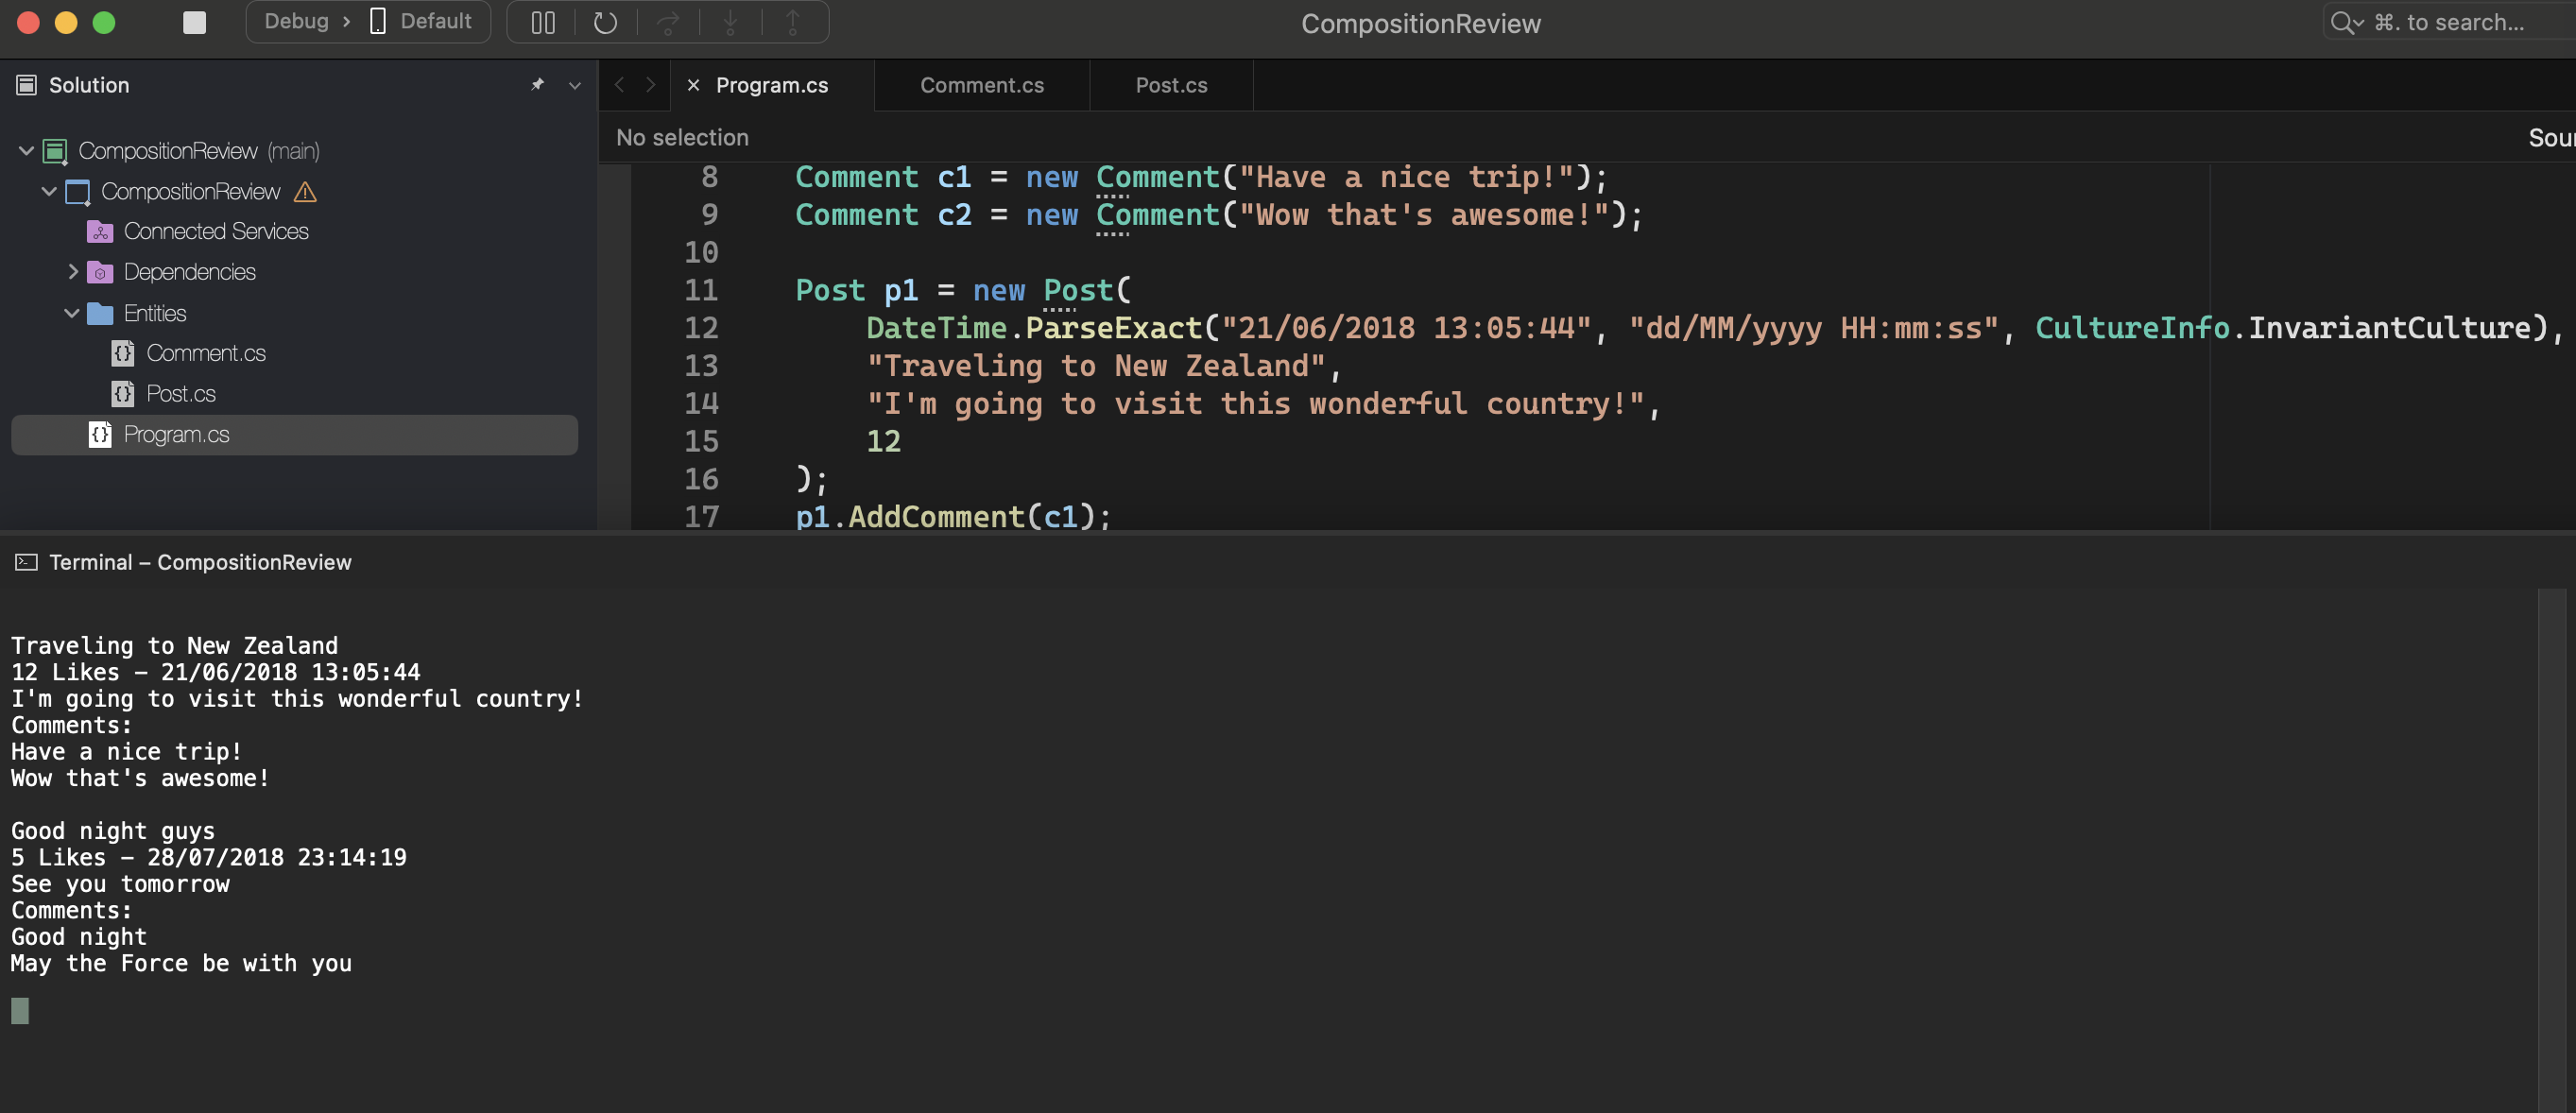 Debug › Default
CompositionReview
⌘. to search...
Solution
Program.cs
Comment.cs
Post.cs
No selection
CompositionReview (main)
CompositionReview
Connected Services
Dependencies
Entities
Comment.cs
Post.cs
Program.cs
8 Comment c1 = new Comment("Have a nice trip!");
9 Comment c2 = new Comment("Wow that's awesome!");
10
11 Post p1 = new Post(
12 DateTime.ParseExact("21/06/2018 13:05:44", "dd/MM/yyyy HH:mm:ss", CultureInfo.InvariantCulture),
13 "Traveling to New Zealand",
14 "I'm going to visit this wonderful country!",
15 12
16 );
17 p1.AddComment(c1);
Terminal – CompositionReview
Traveling to New Zealand
12 Likes - 21/06/2018 13:05:44
I'm going to visit this wonderful country!
Comments:
Have a nice trip!
Wow that's awesome!
Good night guys
5 Likes - 28/07/2018 23:14:19
See you tomorrow
Comments:
Good night
May the Force be with you